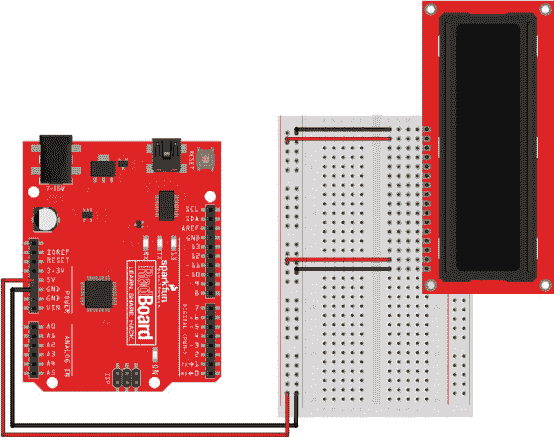 7-15V
RESET
SCL
SDA
AREF
GND
13
12
11
10
9
8
IOREF
RESET
3.3V
5V
GND
GND
VIN
POWER
A0
A1
A2
A3
A4
A5
ANALOG IN
sparkfun
RedBoard
LEARN. SHARE. HACK.
DIGITAL (PWM~)
7
6
5
4
3
2
1
0
ISP
ON